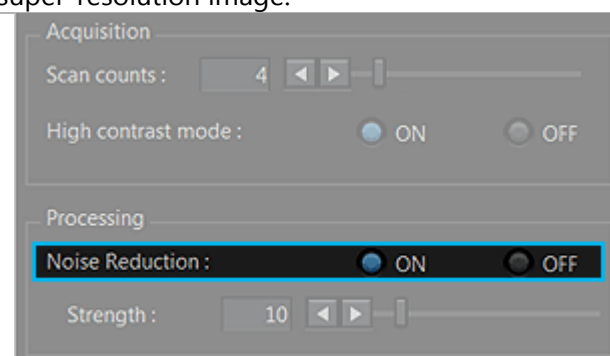 super resolution image.
Acquisition
Scan counts : 4
High contrast mode : ON OFF
Processing
Noise Reduction : ON OFF
Strength : 10